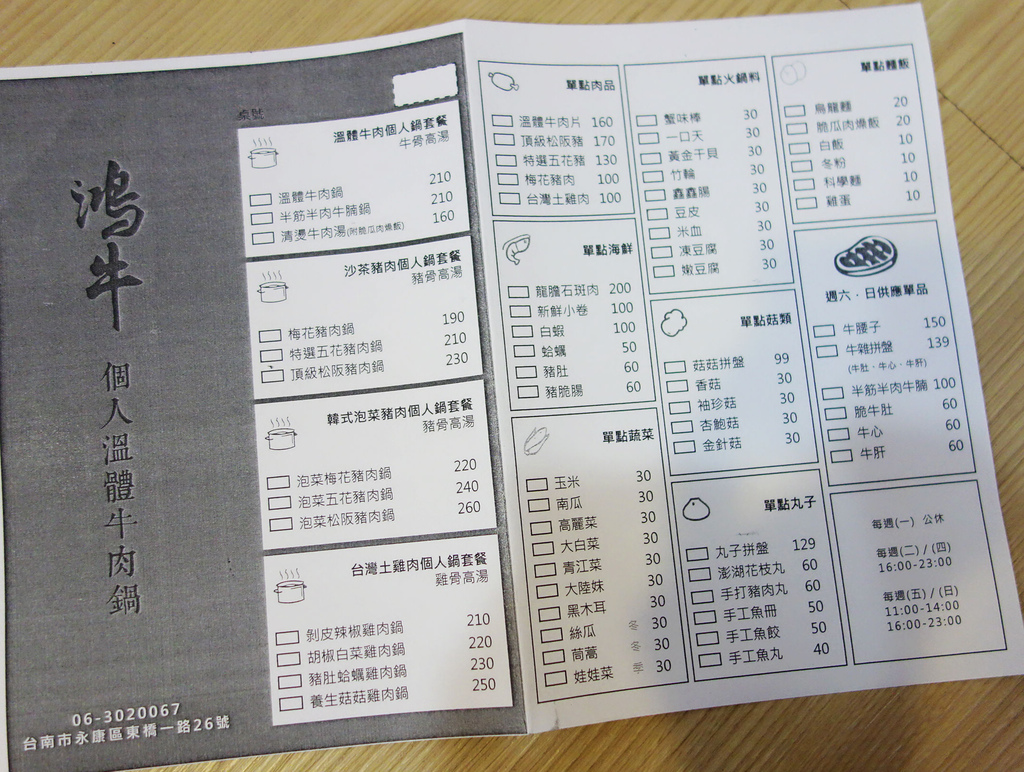 鴻牛
個人溫體牛肉鍋
06-3020067
台南市永康區東橋一路26號
桌號
溫體牛肉個人鍋套餐
牛骨高湯
溫體牛肉鍋 210
半筋半肉牛腩鍋 210
清燙牛肉湯(附脆瓜肉燥飯) 160
沙茶豬肉個人鍋套餐
豬骨高湯
梅花豬肉鍋 190
特選五花豬肉鍋 210
頂級松阪豬肉鍋 230
韓式泡菜豬肉個人鍋套餐
豬骨高湯
泡菜梅花豬肉鍋 220
泡菜五花豬肉鍋 240
泡菜松阪豬肉鍋 260
台灣土雞肉個人鍋套餐
雞骨高湯
剝皮辣椒雞肉鍋 210
胡椒白菜雞肉鍋 220
豬肚蛤蠣雞肉鍋 230
養生菇菇雞肉鍋 250
單點肉品
溫體牛肉片 160
頂級松阪豬 170
特選五花豬 130
梅花豬肉 100
台灣土雞肉 100
單點海鮮
龍膽石斑肉 200
新鮮小卷 100
白蝦 100
蛤蠣 50
豬肚 60
豬脆腸 60
單點蔬菜
玉米 30
南瓜 30
高麗菜 30
大白菜 30
青江菜 30
大陸妹 30
黑木耳 30
絲瓜 冬 30
茼蒿 冬 30
娃娃菜 季 30
單點火鍋料
蟹味棒 30
一口天 30
黃金干貝 30
竹輪 30
鑫鑫腸 30
豆皮 30
米血 30
凍豆腐 30
嫩豆腐 30
單點菇類
菇菇拼盤 99
香菇 30
袖珍菇 30
杏鮑菇 30
金針菇 30
單點丸子
丸子拼盤 129
澎湖花枝丸 60
手打豬肉丸 60
手工魚冊 50
手工魚餃 50
手工魚丸 40
單點麵飯
烏龍麵 20
脆瓜肉燥飯 20
白飯 10
冬粉 10
科學麵 10
雞蛋 10
週六．日供應單品
牛腰子 150
牛雜拼盤 139
(牛肚．牛心．牛肝)
半筋半肉牛腩 100
脆牛肚 60
牛心 60
牛肝 60
每週(一) 公休
每週(二) / (四)
16:00-23:00
每週(五) / (日)
11:00-14:00
16:00-23:00